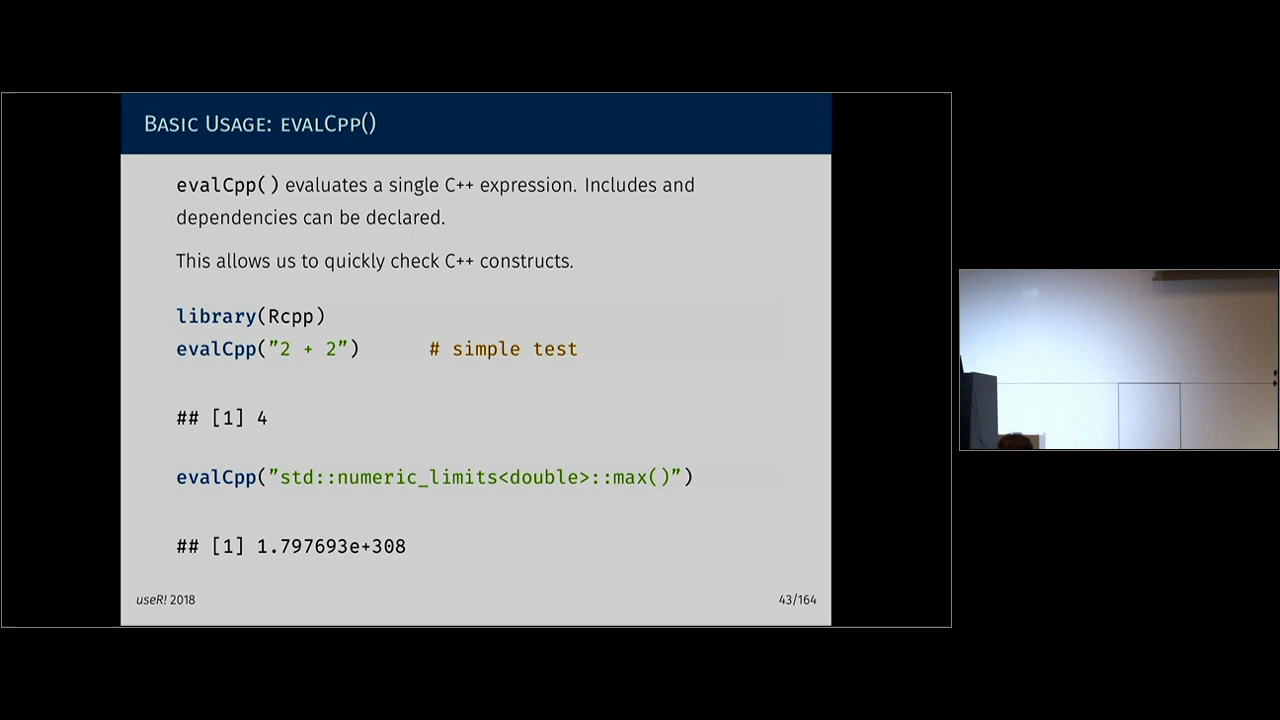 BASIC USAGE: EVALCPP()
evalCpp() evaluates a single C++ expression. Includes and
dependencies can be declared.
This allows us to quickly check C++ constructs.
library(Rcpp)
evalCpp(”2 + 2”) # simple test
## [1] 4
evalCpp(”std::numeric_limits<double>::max()”)
## [1] 1.797693e+308
useR! 2018 43/164